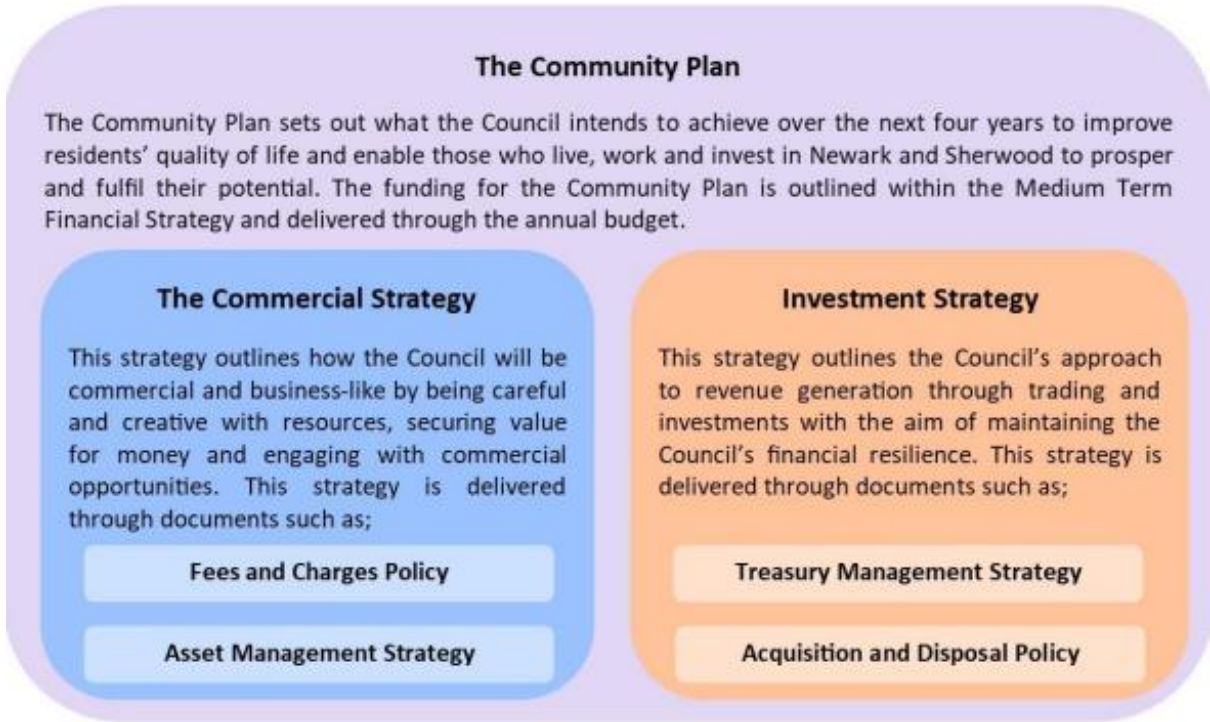 The Community Plan
The Community Plan sets out what the Council intends to achieve over the next four years to improve
residents’ quality of life and enable those who live, work and invest in Newark and Sherwood to prosper
and fulfil their potential. The funding for the Community Plan is outlined within the Medium Term
Financial Strategy and delivered through the annual budget.
The Commercial Strategy
This strategy outlines how the Council will be
commercial and business-like by being careful
and creative with resources, securing value
for money and engaging with commercial
opportunities. This strategy is delivered
through documents such as;
Fees and Charges Policy
Asset Management Strategy
Investment Strategy
This strategy outlines the Council’s approach
to revenue generation through trading and
investments with the aim of maintaining the
Council’s financial resilience. This strategy is
delivered through documents such as;
Treasury Management Strategy
Acquisition and Disposal Policy